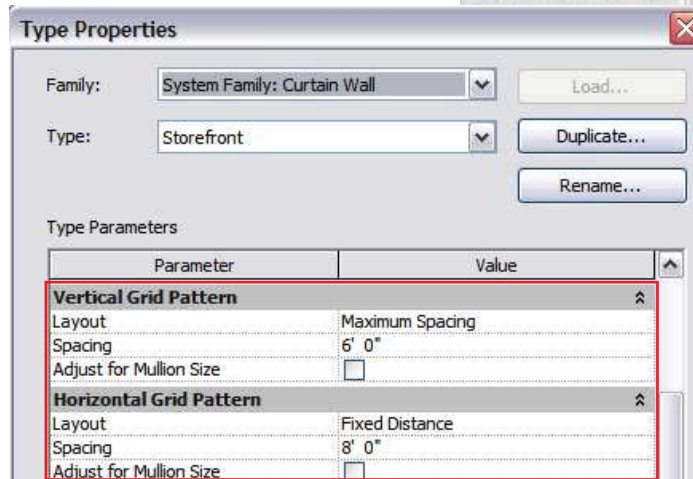 Type Properties
Family: System Family: Curtain Wall Load...
Type: Storefront Duplicate...
Rename...
Type Parameters
Parameter Value
Vertical Grid Pattern
Layout Maximum Spacing
Spacing 6' 0"
Adjust for Mullion Size
Horizontal Grid Pattern
Layout Fixed Distance
Spacing 8' 0"
Adjust for Mullion Size